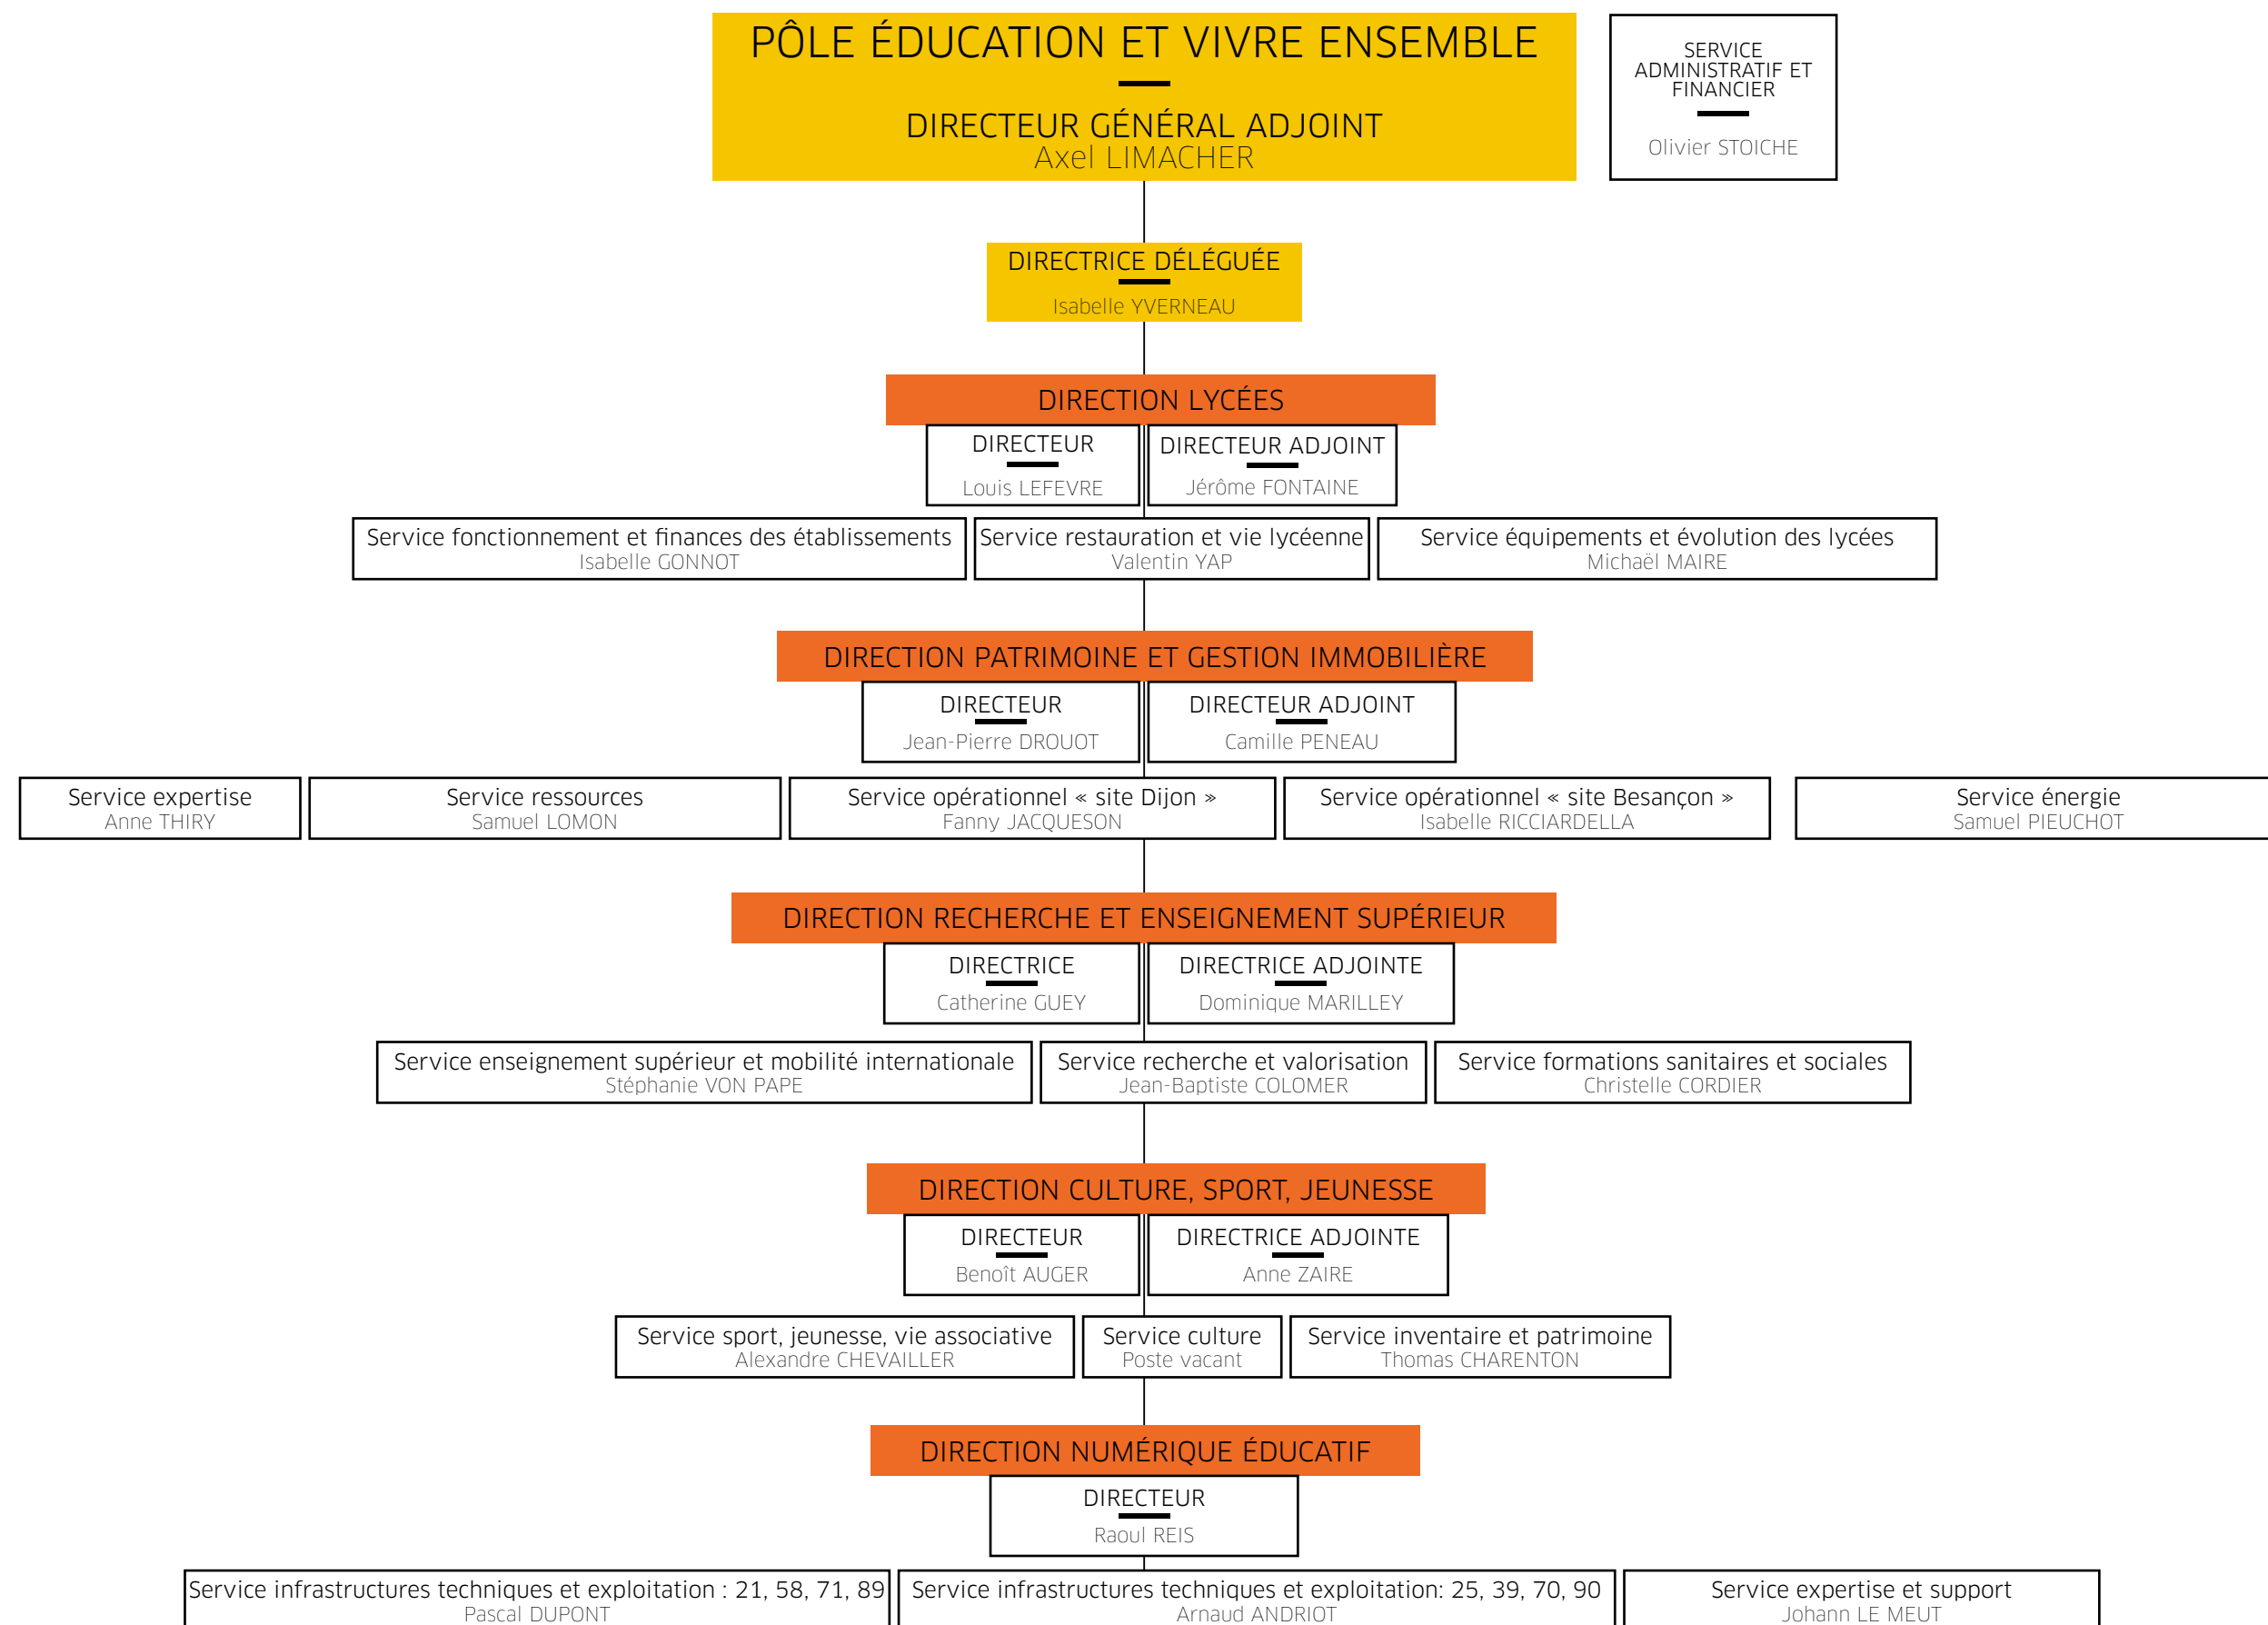 PÔLE ÉDUCATION ET VIVRE ENSEMBLE
DIRECTEUR GÉNÉRAL ADJOINT
Axel LIMACHER
SERVICE
ADMINISTRATIF ET
FINANCIER
Olivier STOICHE
DIRECTRICE DÉLÉGUÉE
Isabelle YVERNEAU
DIRECTION LYCÉES
DIRECTEUR
Louis LEFEVRE
DIRECTEUR ADJOINT
Jérôme FONTAINE
Service fonctionnement et finances des établissements
Isabelle GONNOT
Service restauration et vie lycéenne
Valentin YAP
Service équipements et évolution des lycées
Michaël MAIRE
DIRECTION PATRIMOINE ET GESTION IMMOBILIÈRE
DIRECTEUR
Jean-Pierre DROUOT
DIRECTEUR ADJOINT
Camille PENEAU
Service expertise
Anne THIRY
Service ressources
Samuel LOMON
Service opérationnel « site Dijon »
Fanny JACQUESON
Service opérationnel « site Besançon »
Isabelle RICCIARDELLA
Service énergie
Samuel PIEUCHOT
DIRECTION RECHERCHE ET ENSEIGNEMENT SUPÉRIEUR
DIRECTRICE
Catherine GUEY
DIRECTRICE ADJOINTE
Dominique MARILLEY
Service enseignement supérieur et mobilité internationale
Stéphanie VON PAPE
Service recherche et valorisation
Jean-Baptiste COLOMER
Service formations sanitaires et sociales
Christelle CORDIER
DIRECTION CULTURE, SPORT, JEUNESSE
DIRECTEUR
Benoît AUGER
DIRECTRICE ADJOINTE
Anne ZAIRE
Service sport, jeunesse, vie associative
Alexandre CHEVAILLER
Service culture
Poste vacant
Service inventaire et patrimoine
Thomas CHARENTON
DIRECTION NUMÉRIQUE ÉDUCATIF
DIRECTEUR
Raoul REIS
Service infrastructures techniques et exploitation : 21, 58, 71, 89
Pascal DUPONT
Service infrastructures techniques et exploitation: 25, 39, 70, 90
Arnaud ANDRIOT
Service expertise et support
Johann LE MEUT